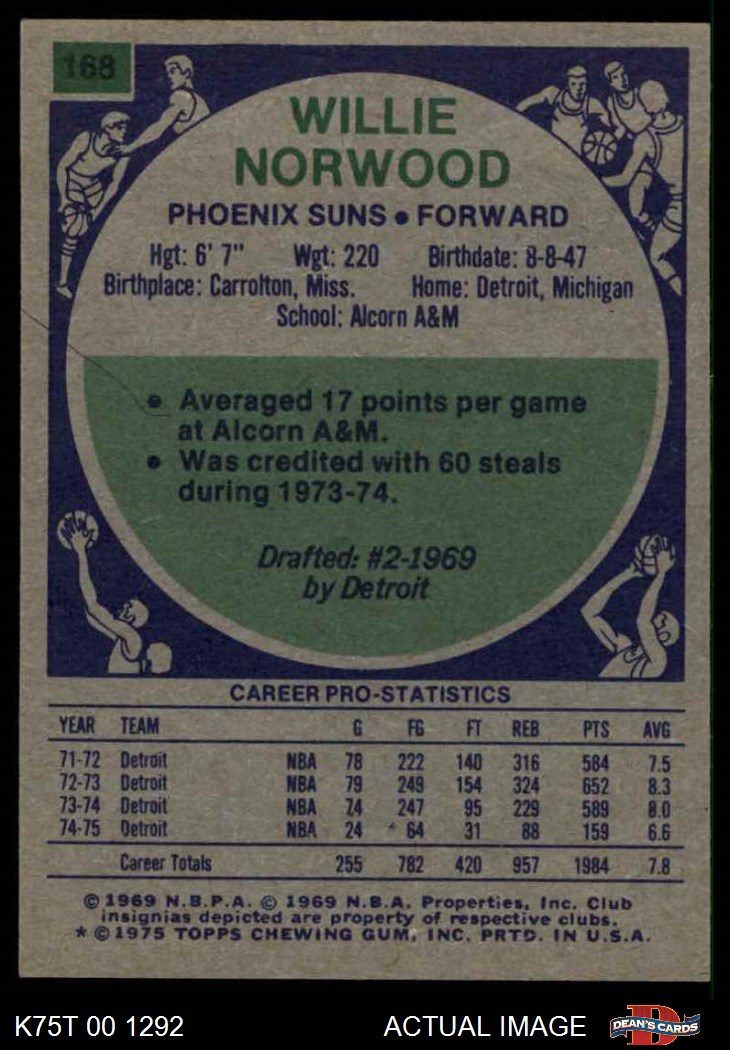 168
WILLIE
NORWOOD
PHOENIX SUNS • FORWARD
Hgt: 6' 7" Wgt: 220 Birthdate: 8-8-47
Birthplace: Carrolton, Miss. Home: Detroit, Michigan
School: Alcorn A&M
• Averaged 17 points per game
at Alcorn A&M.
• Was credited with 60 steals
during 1973-74.
Drafted: #2-1969
by Detroit
CAREER PRO-STATISTICS
YEAR TEAM G FG FT REB PTS AVG
71-72 Detroit NBA 78 222 140 316 584 7.5
72-73 Detroit NBA 79 249 154 324 652 8.3
73-74 Detroit NBA 74 247 95 229 589 8.0
74-75 Detroit NBA 24 64 31 88 159 6.6
Career Totals 255 782 420 957 1984 7.8
© 1969 N.B.P.A. © 1969 N.B.A. Properties, Inc. Club
insignias depicted are property of respective clubs.
* © 1975 TOPPS CHEWING GUM, INC. PRTD. IN U.S.A.
K75T 00 1292 ACTUAL IMAGE
D
DEAN'S CARDS